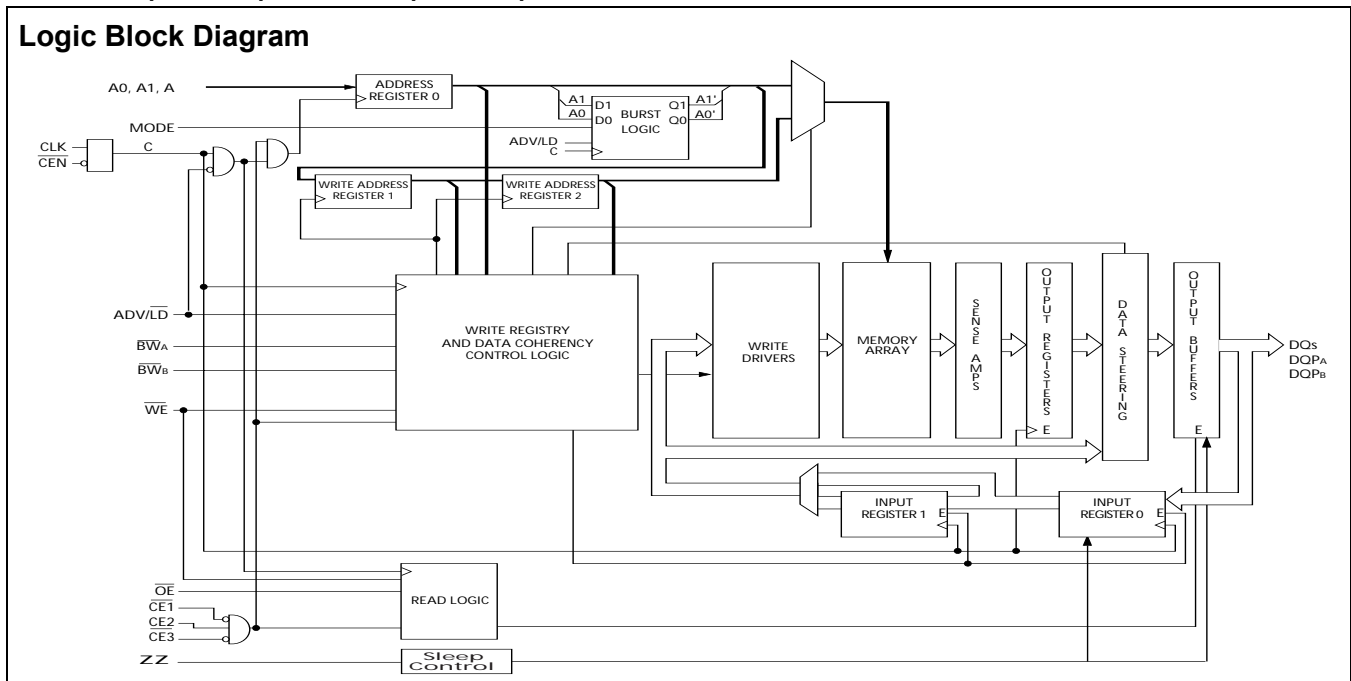 Logic Block Diagram
A0, A1, A
ADDRESS
REGISTER 0
A1
A0
D1
D0
BURST
LOGIC
Q1
Q0
A1'
A0'
MODE
ADV/LD
C
CLK
CEN
C
WRITE ADDRESS
REGISTER 1
WRITE ADDRESS
REGISTER 2
ADV/LD
BWA
BWB
WE
WRITE REGISTRY
AND DATA COHERENCY
CONTROL LOGIC
WRITE
DRIVERS
MEMORY
ARRAY
SENSE AMPS
OUTPUT REGISTERS
E
DATA STEERING
OUTPUT BUFFERS
E
DQs
DQPA
DQPB
INPUT
REGISTER 1
E
INPUT
REGISTER 0
E
OE
CE1
CE2
CE3
READ LOGIC
ZZ
Sleep
Control